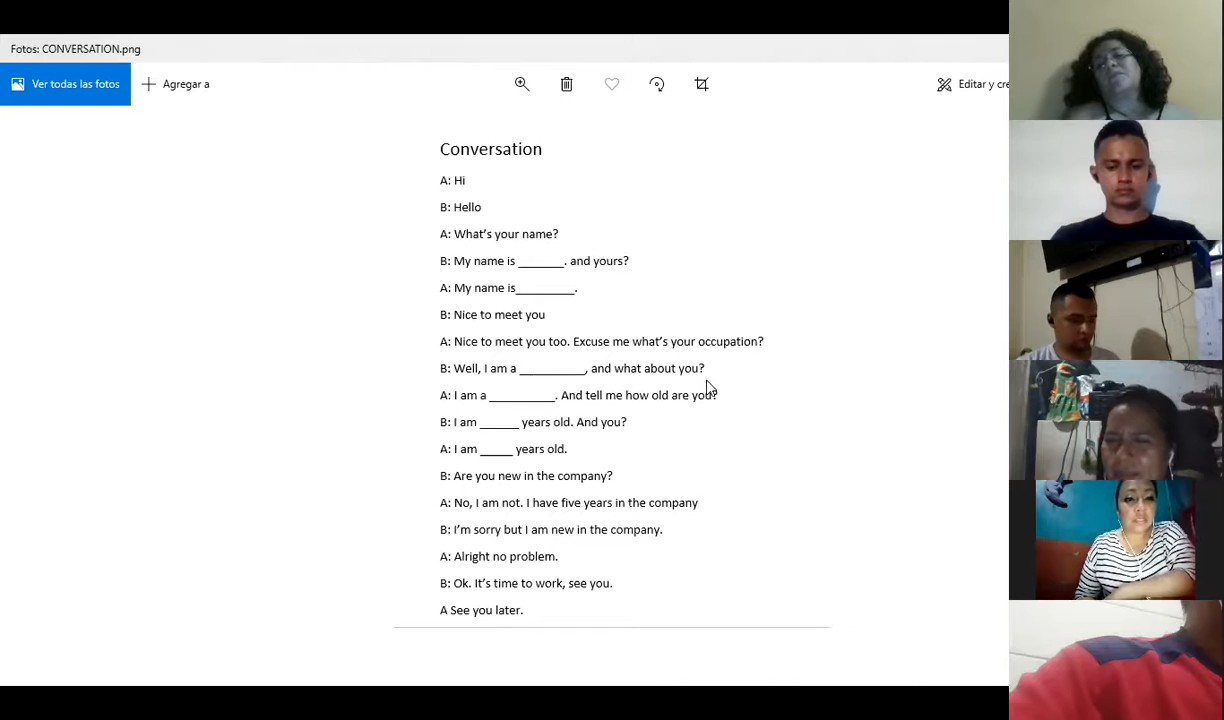 Fotos: CONVERSATION.png
Ver todas las fotos
Agregar a
Editar y cre
Conversation
A: Hi
B: Hello
A: What's your name?
B: My name is _______. and yours?
A: My name is_________.
B: Nice to meet you
A: Nice to meet you too. Excuse me what's your occupation?
B: Well, I am a __________, and what about you?
A: I am a __________. And tell me how old are you?
B: I am ______ years old. And you?
A: I am _____ years old.
B: Are you new in the company?
A: No, I am not. I have five years in the company
B: I'm sorry but I am new in the company.
A: Alright no problem.
B: Ok. It's time to work, see you.
A See you later.